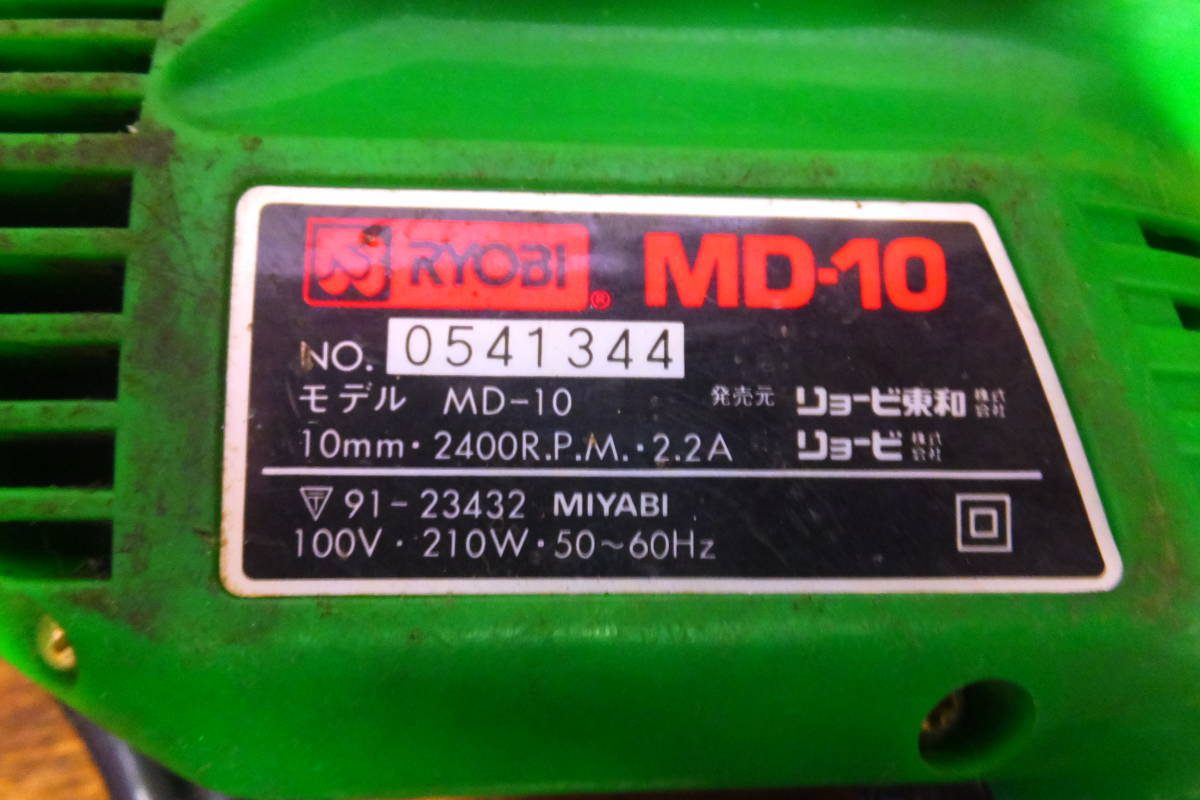 RYOBI ® MD-10
NO. 0541344
モデル MD-10 発売元 リョービ東和株式会社
10mm・2400R.P.M.・2.2A リョービ株式会社
〒 91-23432 MIYABI
100V・210W・50~60Hz